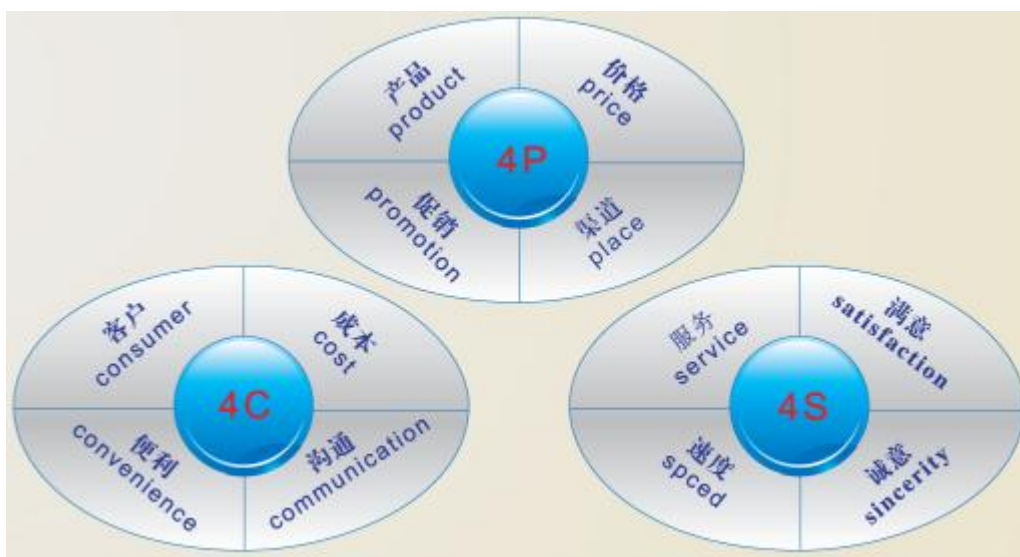 产品
product
价格
price
4P
促销
promotion
渠道
place
客户
consumer
成本
cost
4C
便利
convenience
沟通
communication
服务
service
满意
satisfaction
4S
速度
spced
诚意
sincerity